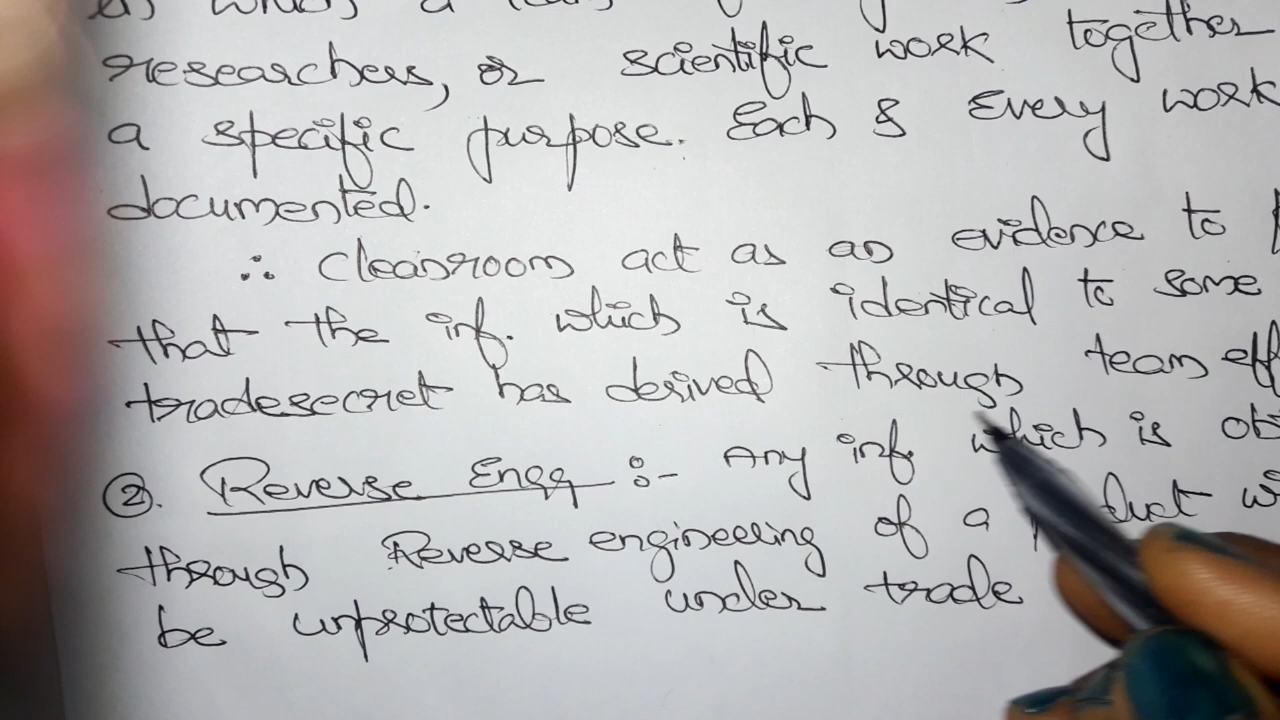 which a
researchers, or scientific work together
a specific purpose. Each & Every work
documented.
∴ Cleanroom act as an evidence to
that the inf. which is identical to some
tradesecret has derived through team eff
②. Reverse Engg :- Any inf which is
through Reverse engineering of a
be unprotectable under trade